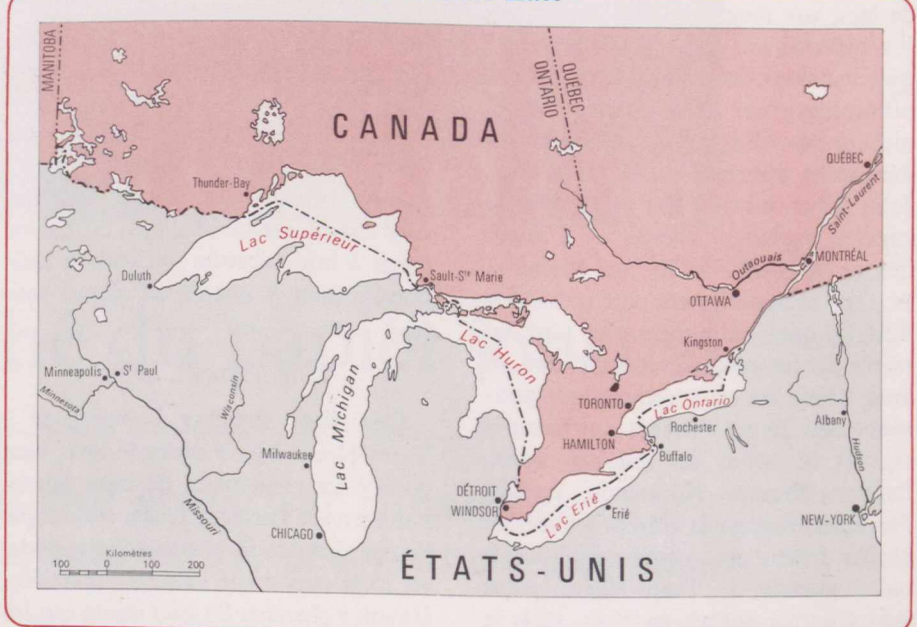 MANITOBA
ONTARIO
QUÉBEC
CANADA
QUÉBEC
Saint-Laurent
Thunder-Bay
Lac Supérieur
Outaouais
MONTRÉAL
Duluth
Sault-Ste Marie
OTTAWA
Kingston
Lac Huron
Minneapolis
St Paul
Minnesota
Wisconsin
Lac Michigan
TORONTO
Lac Ontario
Rochester
Albany
Hudson
HAMILTON
Buffalo
Milwaukee
Missouri
DÉTROIT
WINDSOR
Lac Erié
Erié
NEW-YORK
CHICAGO
Kilomètres
100 0 100 200
ÉTATS-UNIS